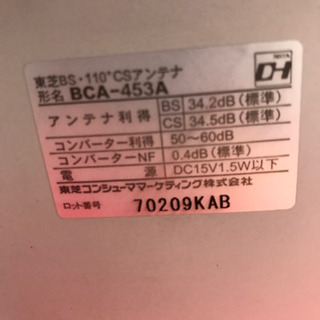 東芝BS・110°CSアンテナ
DH
形名 BCA-453A
アンテナ利得 BS 34.2dB (標準)
CS 34.5dB (標準)
コンバーター利得 50〜60dB
コンバーターNF 0.4dB (標準)
電 源 DC15V1.5W以下
東芝コンシューママーケティング株式会社
ロット番号 70209KAB